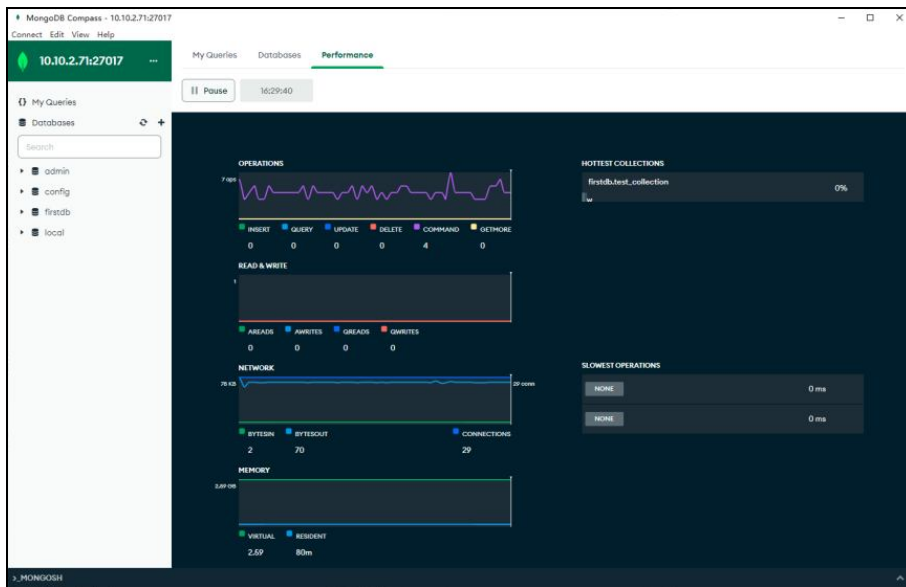 MongoDB Compass - 10.10.2.71:27017
Connect Edit View Help
10.10.2.71:27017 ...
My Queries Databases Performance
Pause 16:29:40
{} My Queries
Databases
Search
admin
config
firstdb
local
OPERATIONS
7 ops
INSERT QUERY UPDATE DELETE COMMAND GETMORE
0 0 0 0 4 0
READ & WRITE
1
AREADS AWRITES QREADS QWRITES
0 0 0 0
NETWORK
78 KB 29 conn
BYTESIN BYTESOUT CONNECTIONS
2 70 29
MEMORY
VIRTUAL RESIDENT
2.59 80m
HOTTEST COLLECTIONS
firstdb.test_collection 0%
w
SLOWEST OPERATIONS
NONE 0 ms
NONE 0 ms
>_MONGOSH